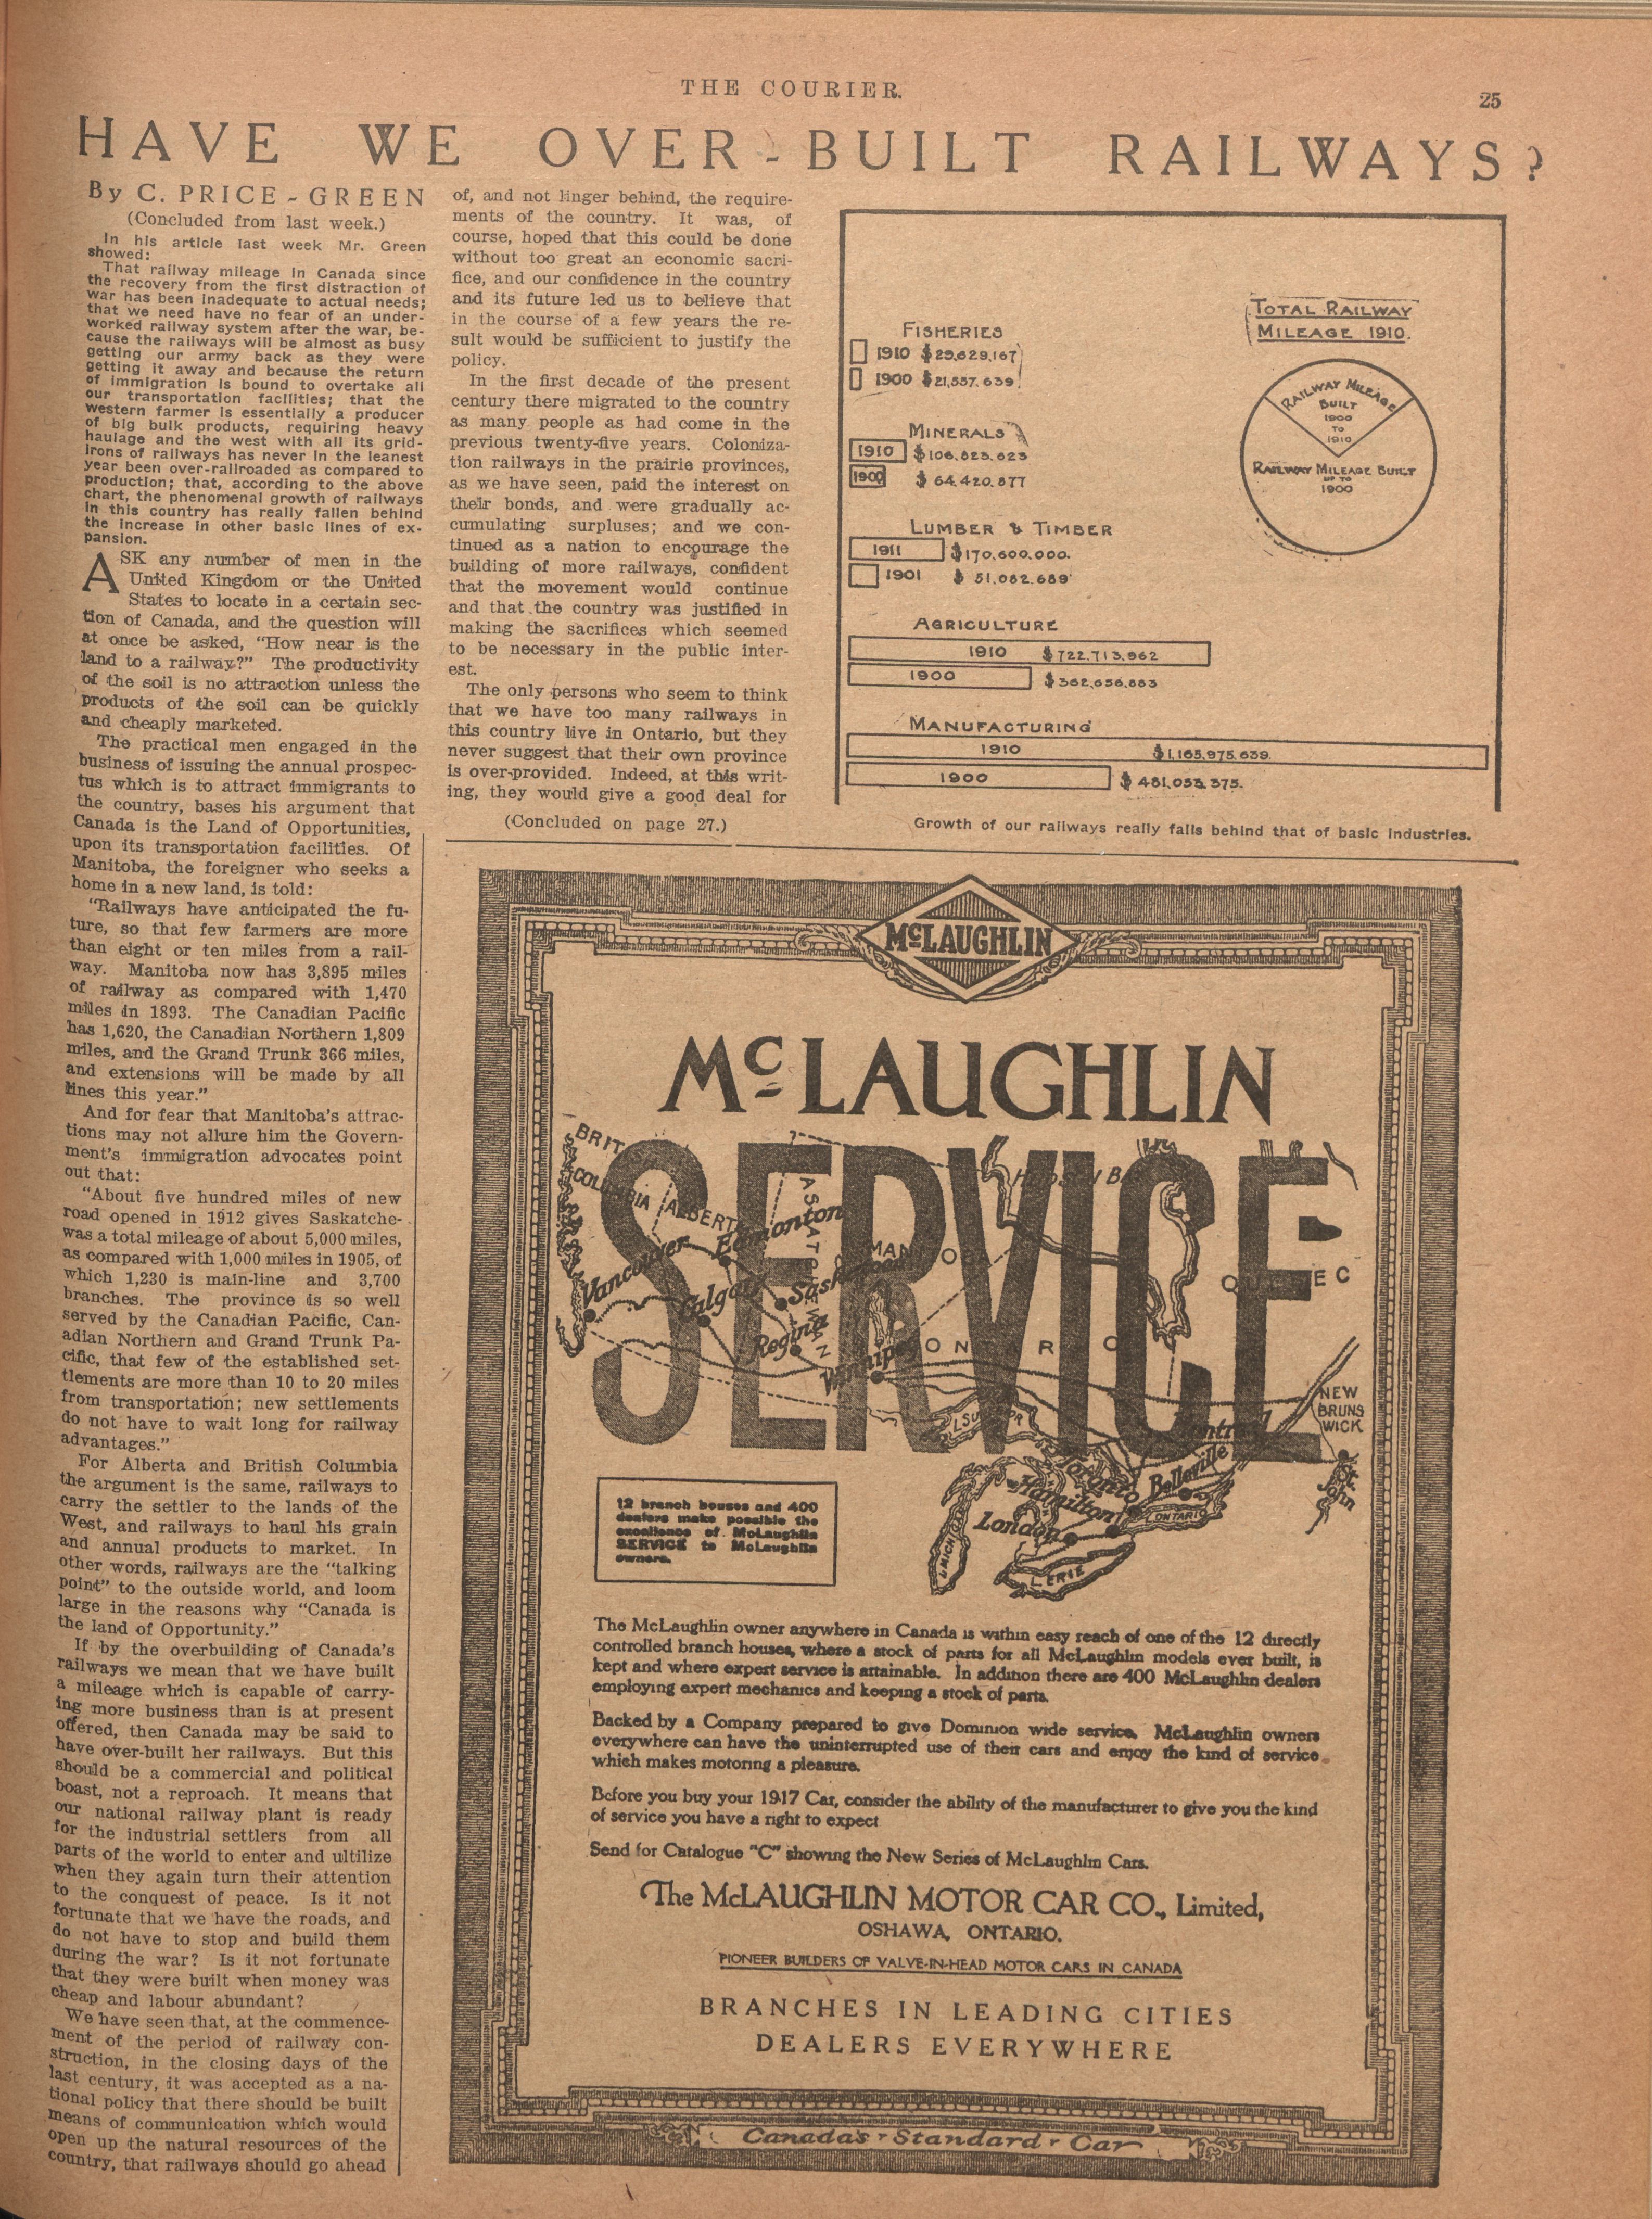 THE COURIER.
25
HAVE WE OVER-BUILT RAILWAYS?
By C. PRICE-GREEN
(Concluded from last week.)
In his article last week Mr. Green
showed:
That railway mileage in Canada since
the recovery from the first distraction of
war has been inadequate to actual needs;
that we need have no fear of an under-
worked railway system after the war, be-
cause the railways will be almost as busy
getting our army back as they were
getting it away and because the return
of immigration is bound to overtake all
our transportation facilities; that the
western farmer is essentially a producer
of big bulk products, requiring heavy
haulage and the west with all its grid-
irons of railways has never in the leanest
year been over-railroaded as compared to
production; that, according to the above
chart, the phenomenal growth of railways
in this country has really fallen behind
the increase in other basic lines of ex-
pansion.
ASK any number of men in the
United Kingdom or the United
States to locate in a certain sec-
tion of Canada, and the question will
at once be asked, "How near is the
land to a railway?" The productivity
of the soil is no attraction unless the
products of the soil can be quickly
and cheaply marketed.
The practical men engaged in the
business of issuing the annual prospec-
tus which is to attract immigrants to
the country, bases his argument that
Canada is the Land of Opportunities,
upon its transportation facilities. Of
Manitoba, the foreigner who seeks a
home in a new land, is told:
"Railways have anticipated the fu-
ture, so that few farmers are more
than eight or ten miles from a rail-
way. Manitoba now has 3,895 miles
of railway as compared with 1,470
miles in 1893. The Canadian Pacific
has 1,620, the Canadian Northern 1,809
miles, and the Grand Trunk 366 miles,
and extensions will be made by all
lines this year."
And for fear that Manitoba's attrac-
tions may not allure him the Govern-
ment's immigration advocates point
out that:
"About five hundred miles of new
road opened in 1912 gives Saskatche-
was a total mileage of about 5,000 miles,
as compared with 1,000 miles in 1905, of
which 1,230 is main-line and 3,700
branches. The province is so well
served by the Canadian Pacific, Can-
adian Northern and Grand Trunk Pa-
cific, that few of the established set-
tlements are more than 10 to 20 miles
from transportation; new settlements
do not have to wait long for railway
advantages."
For Alberta and British Columbia
the argument is the same, railways to
carry the settler to the lands of the
West, and railways to haul his grain
and annual products to market. In
other words, railways are the "talking
point" to the outside world, and loom
large in the reasons why "Canada is
the land of Opportunity."
If by the overbuilding of Canada's
railways we mean that we have built
a mileage which is capable of carry-
ing more business than is at present
offered, then Canada may be said to
have over-built her railways. But this
should be a commercial and political
boast, not a reproach. It means that
our national railway plant is ready
for the industrial settlers from all
parts of the world to enter and ultilize
when they again turn their attention
to the conquest of peace. Is it not
fortunate that we have the roads, and
do not have to stop and build them
during the war? Is it not fortunate
that they were built when money was
cheap and labour abundant?
We have seen that, at the commence-
ment of the period of railway con-
struction, in the closing days of the
last century, it was accepted as a na-
tional policy that there should be built
means of communication which would
open up the natural resources of the
country, that railways should go ahead
of, and not linger behind, the require-
ments of the country. It was, of
course, hoped that this could be done
without too great an economic sacri-
fice, and our confidence in the country
and its future led us to believe that
in the course of a few years the re-
sult would be sufficient to justify the
policy.
In the first decade of the present
century there migrated to the country
as many people as had come in the
previous twenty-five years. Coloniza-
tion railways in the prairie provinces,
as we have seen, paid the interest on
their bonds, and were gradually ac-
cumulating surpluses; and we con-
tinued as a nation to encourage the
building of more railways, confident
that the movement would continue
and that the country was justified in
making the sacrifices which seemed
to be necessary in the public inter-
est.
The only persons who seem to think
that we have too many railways in
this country live in Ontario, but they
never suggest that their own province
is over-provided. Indeed, at this writ-
ing, they would give a good deal for
(Concluded on page 27.)
FISHERIES
1910 $29,629,167
1900 $21,557,639
MINERALS
1910 $106,823,623
1900 $64,420,877
LUMBER & TIMBER
1911 $170,600,000.
1901 $51,082,689
AGRICULTURE
1910 $722,713,962
1900 $362,656,883
MANUFACTURING
1910 $1,165,975,639.
1900 $481,053,375.
TOTAL RAILWAY
MILEAGE 1910.
RAILWAY MILEAGE
BUILT
1900
TO
1910
RAILWAY MILEAGE BUILT
UP TO
1900
Growth of our railways really falls behind that of basic industries.
McLAUGHLIN
McLAUGHLIN
SERVICE
BRITISH
COLUMBIA
ALBERTA
SASKATCHEWAN
MANITOBA
HUDSON BAY
ONTARIO
QUEBEC
NEW
BRUNS
WICK
Vancouver
Edmonton
Calgary
Saskatoon
Regina
Winnipeg
L. SUPERIOR
Montreal
Toronto
Belleville
Hamilton
London
St. John
L. MICH
L. ERIE
L. ONTARIO
12 branch houses and 400
dealers make possible the
excellence of McLaughlin
SERVICE to McLaughlin
owners.
The McLaughlin owner anywhere in Canada is within easy reach of one of the 12 directly
controlled branch houses, where a stock of parts for all McLaughlin models ever built, is
kept and where expert service is attainable. In addition there are 400 McLaughlin dealers
employing expert mechanics and keeping a stock of parts.
Backed by a Company prepared to give Dominion wide service, McLaughlin owners
everywhere can have the uninterrupted use of their cars and enjoy the kind of service
which makes motoring a pleasure.
Before you buy your 1917 Car, consider the ability of the manufacturer to give you the kind
of service you have a right to expect
Send for Catalogue "C" showing the New Series of McLaughlin Cars.
The McLAUGHLIN MOTOR CAR CO., Limited,
OSHAWA, ONTARIO.
PIONEER BUILDERS OF VALVE-IN-HEAD MOTOR CARS IN CANADA
BRANCHES IN LEADING CITIES
DEALERS EVERYWHERE
Canada's Standard Car